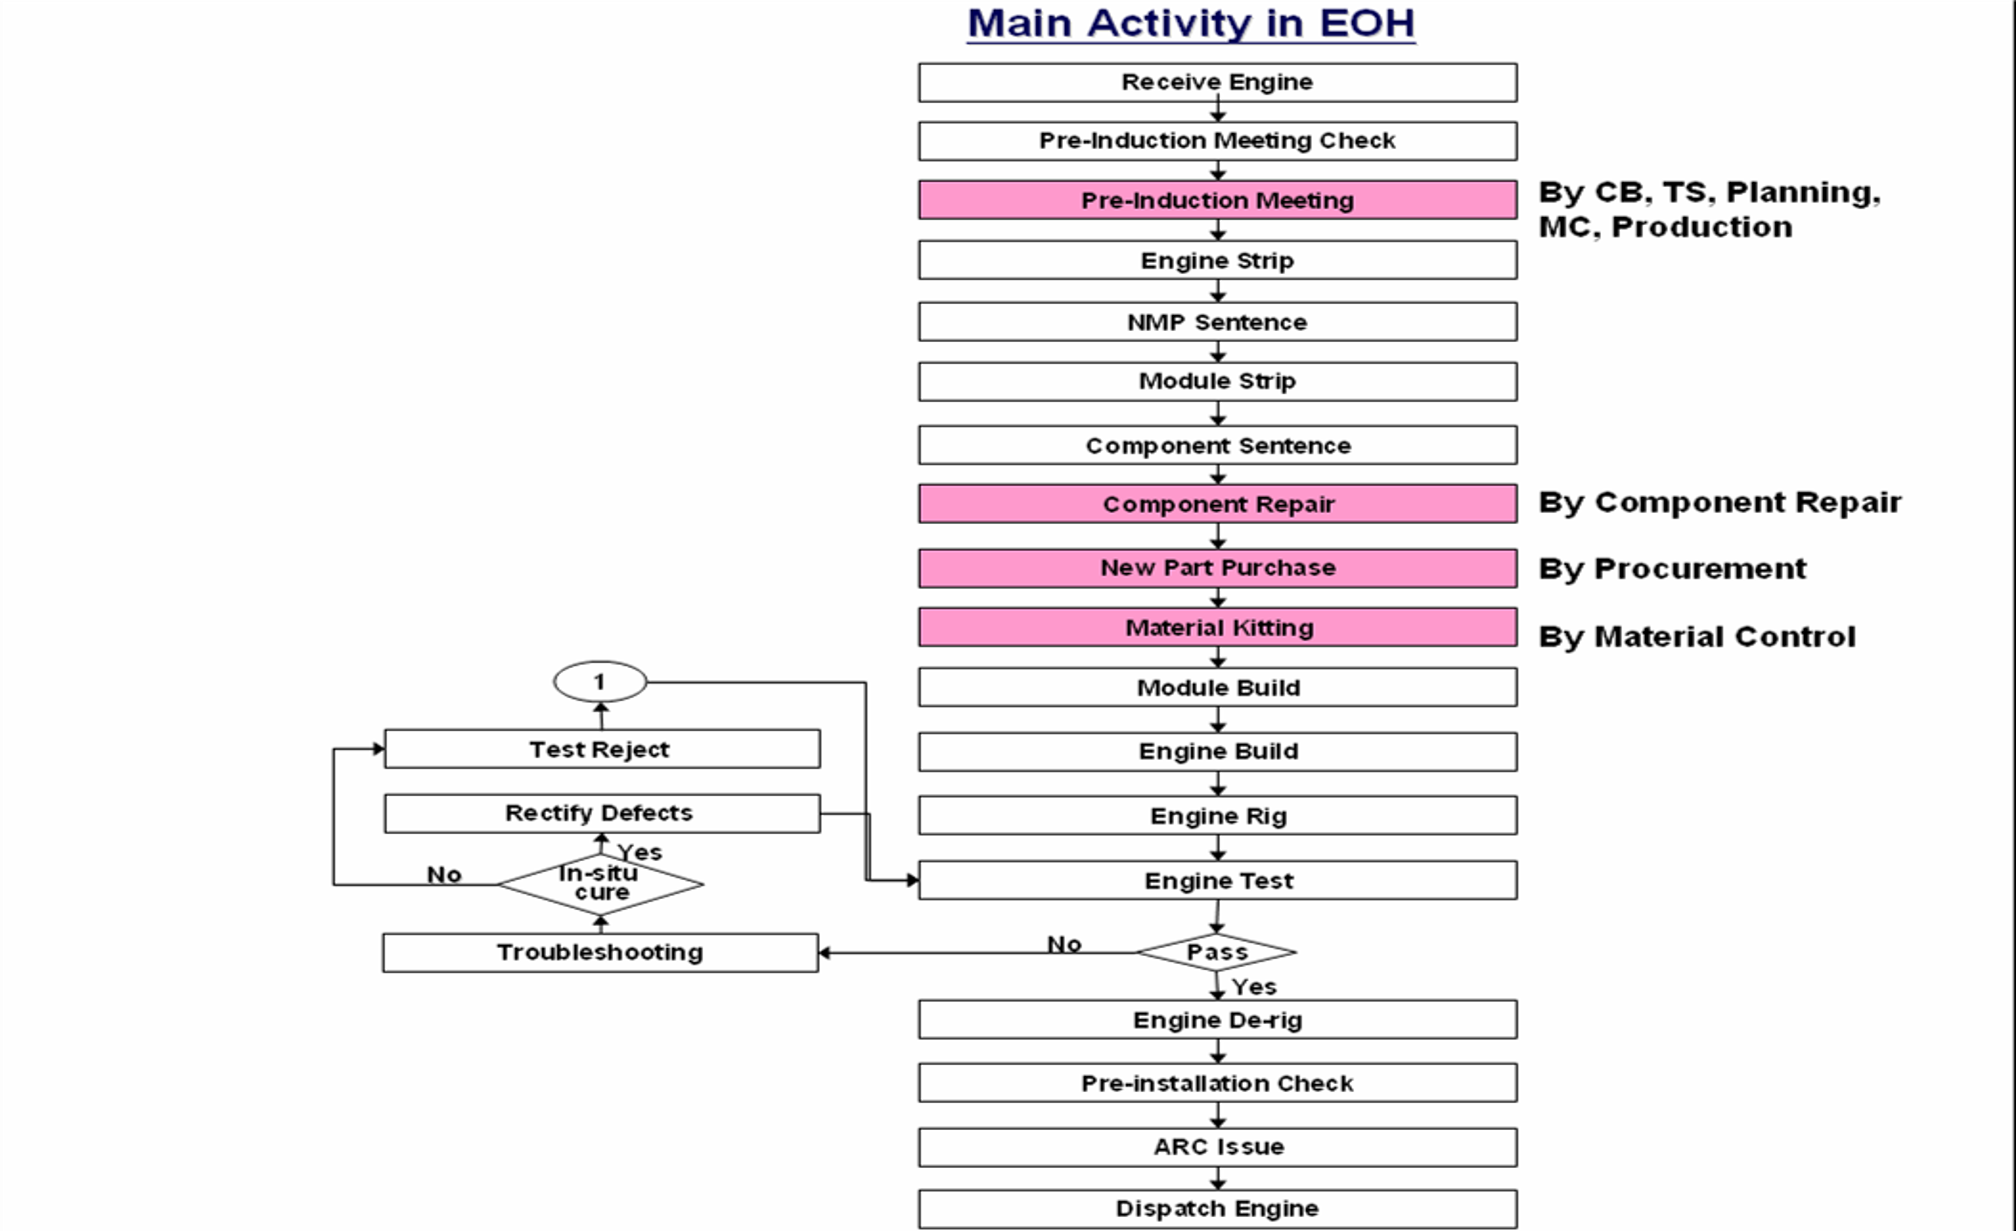 Main Activity in EOH
Receive Engine
Pre-Induction Meeting Check
Pre-Induction Meeting
By CB, TS, Planning,
MC, Production
Engine Strip
NMP Sentence
Module Strip
Component Sentence
Component Repair
By Component Repair
New Part Purchase
By Procurement
Material Kitting
By Material Control
1
Module Build
Test Reject
Engine Build
Rectify Defects
Engine Rig
Yes
No
In-situ
cure
Engine Test
Troubleshooting
No
Pass
Yes
Engine De-rig
Pre-installation Check
ARC Issue
Dispatch Engine